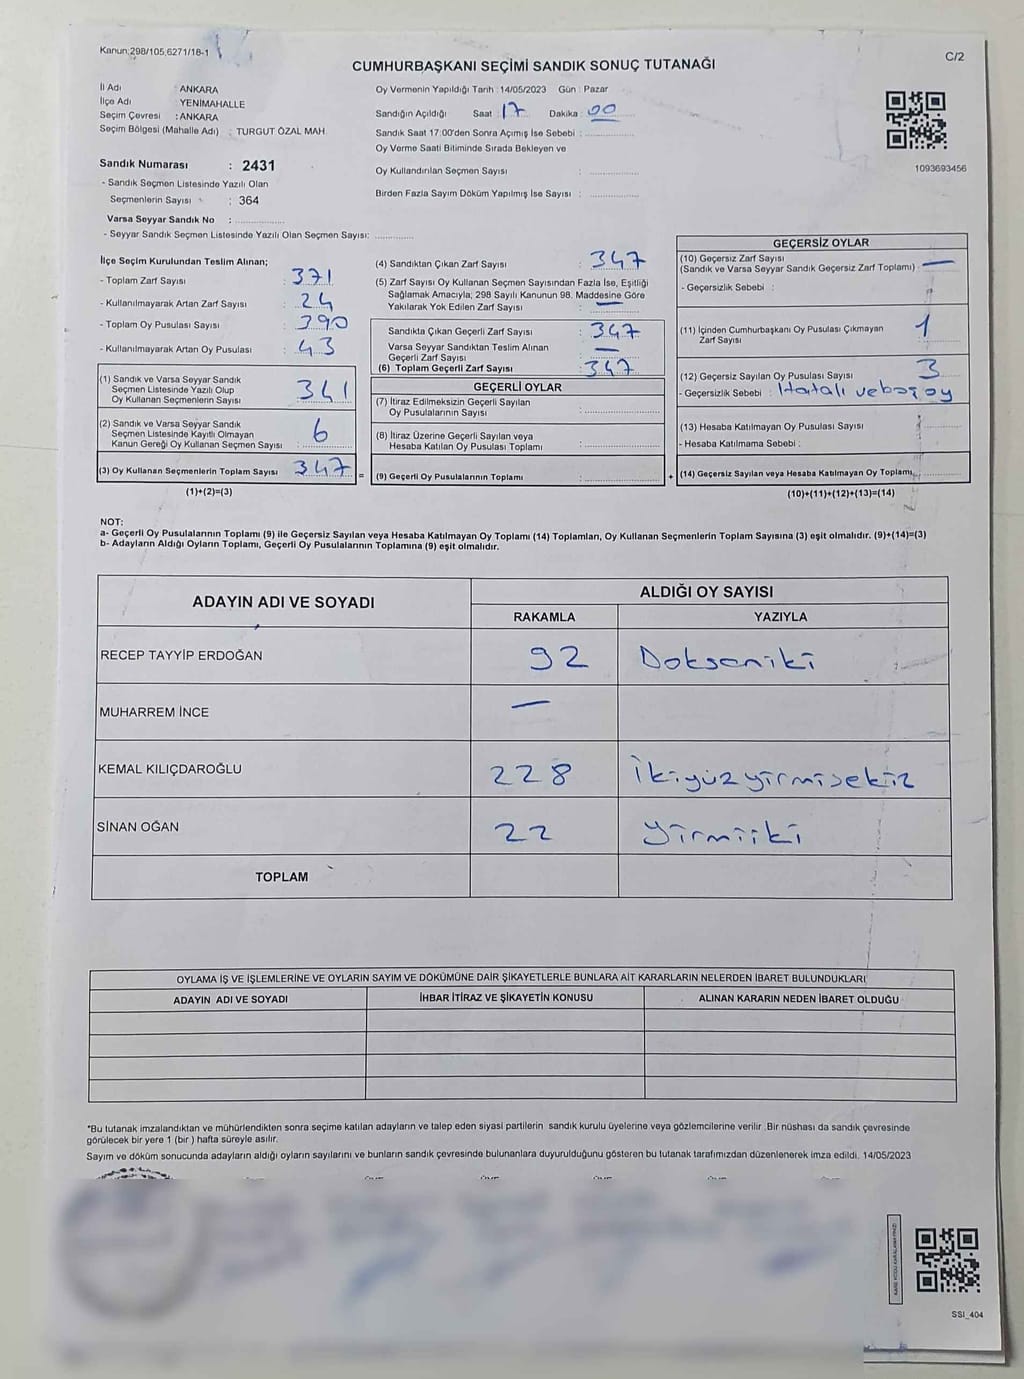 Kanun:298/105,6271/18-1
C/2
CUMHURBAŞKANI SEÇİMİ SANDIK SONUÇ TUTANAĞI
İl Adı : ANKARA
İlçe Adı : YENİMAHALLE
Seçim Çevresi : ANKARA
Seçim Bölgesi (Mahalle Adı) : TURGUT ÖZAL MAH.
Sandık Numarası : 2431
- Sandık Seçmen Listesinde Yazılı Olan
Seçmenlerin Sayısı : 364
Varsa Seyyar Sandık No : ................
- Seyyar Sandık Seçmen Listesinde Yazılı Olan Seçmen Sayısı: ............
Oy Vermenin Yapıldığı Tarih : 14/05/2023 Gün : Pazar
Sandığın Açıldığı Saat : 17 Dakika : 00
Sandık Saat 17:00'den Sonra Açımış İse Sebebi : ................
Oy Verme Saati Bitiminde Sırada Bekleyen ve
Oy Kullandırılan Seçmen Sayısı : ................
Birden Fazla Sayım Döküm Yapılmış İse Sayısı : ................
1093693456
İlçe Seçim Kurulundan Teslim Alınan;
- Toplam Zarf Sayısı : 371
- Kullanılmayarak Artan Zarf Sayısı : 24
- Toplam Oy Pusulası Sayısı : 390
- Kullanılmayarak Artan Oy Pusulası : 43
(1) Sandık ve Varsa Seyyar Sandık
Seçmen Listesinde Yazılı Olup
Oy Kullanan Seçmenlerin Sayısı : 341
(2) Sandık ve Varsa Seyyar Sandık
Seçmen Listesinde Kayıtlı Olmayan
Kanun Gereği Oy Kullanan Seçmen Sayısı : 6
(3) Oy Kullanan Seçmenlerin Toplam Sayısı 347 =
(1)+(2)=(3)
(4) Sandıktan Çıkan Zarf Sayısı : 347
(5) Zarf Sayısı Oy Kullanan Seçmen Sayısından Fazla İse, Eşitliği
Sağlamak Amacıyla; 298 Sayılı Kanunun 98. Maddesine Göre
Yakılarak Yok Edilen Zarf Sayısı : —
Sandıkta Çıkan Geçerli Zarf Sayısı : 347
Varsa Seyyar Sandıktan Teslim Alınan
Geçerli Zarf Sayısı : —
(6) Toplam Geçerli Zarf Sayısı : 347
GEÇERLİ OYLAR
(7) İtiraz Edilmeksizin Geçerli Sayılan
Oy Pusulalarının Sayısı : ................
(8) İtiraz Üzerine Geçerli Sayılan veya
Hesaba Katılan Oy Pusulası Toplamı : ................
(9) Geçerli Oy Pusulalarının Toplamı : ................ +
GEÇERSİZ OYLAR
(10) Geçersiz Zarf Sayısı
(Sandık ve Varsa Seyyar Sandık Geçersiz Zarf Toplamı) : —
- Geçersizlik Sebebi :
(11) İçinden Cumhurbaşkanı Oy Pusulası Çıkmayan
Zarf Sayısı : 1
(12) Geçersiz Sayılan Oy Pusulası Sayısı : 3
- Geçersizlik Sebebi : Hatalı ve boş oy
(13) Hesaba Katılmayan Oy Pusulası Sayısı : ............
- Hesaba Katılmama Sebebi :
(14) Geçersiz Sayılan veya Hesaba Katılmayan Oy Toplamı ............
(10)+(11)+(12)+(13)=(14)
NOT:
a- Geçerli Oy Pusulalarının Toplamı (9) ile Geçersiz Sayılan veya Hesaba Katılmayan Oy Toplamı (14) Toplamları, Oy Kullanan Seçmenlerin Toplam Sayısına (3) eşit olmalıdır. (9)+(14)=(3)
b- Adayların Aldığı Oyların Toplamı, Geçerli Oy Pusulalarının Toplamına (9) eşit olmalıdır.
ADAYIN ADI VE SOYADI
ALDIĞI OY SAYISI
RAKAMLA YAZIYLA
RECEP TAYYİP ERDOĞAN 92 Doksaniki
MUHARREM İNCE —
KEMAL KILIÇDAROĞLU 228 İkiyüzyirmisekiz
SİNAN OĞAN 22 Yirmiiki
TOPLAM
OYLAMA İŞ VE İŞLEMLERİNE VE OYLARIN SAYIM VE DÖKÜMÜNE DAİR ŞİKAYETLERLE BUNLARA AİT KARARLARIN NELERDEN İBARET BULUNDUKLARI
ADAYIN ADI VE SOYADI İHBAR İTİRAZ VE ŞİKAYETİN KONUSU ALINAN KARARIN NEDEN İBARET OLDUĞU
*Bu tutanak imzalandıktan ve mühürlendikten sonra seçime katılan adayların ve talep eden siyasi partilerin sandık kurulu üyelerine veya gözlemcilerine verilir .Bir nüshası da sandık çevresinde
görülecek bir yere 1 (bir ) hafta süreyle asılır.
Sayım ve döküm sonucunda adayların aldığı oyların sayılarını ve bunların sandık çevresinde bulunanlara duyurulduğunu gösteren bu tutanak tarafımızdan düzenlenerek imza edildi. 14/05/2023
SSI_404